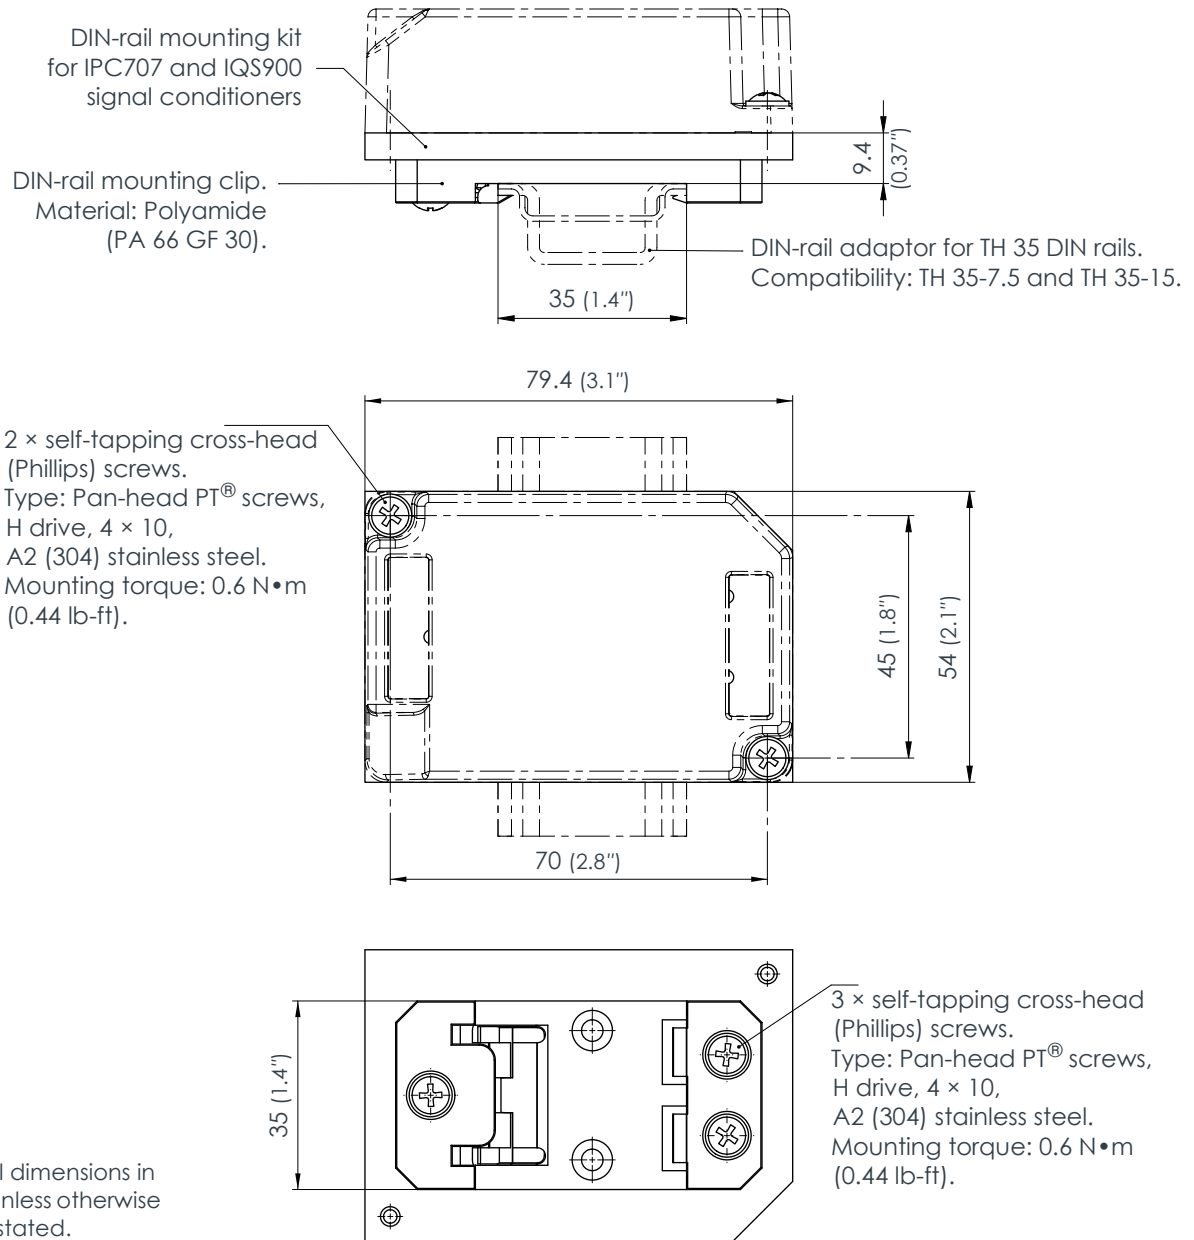 DIN-rail mounting kit
for IPC707 and IQS900
signal conditioners
9.4
(0.37")
DIN-rail mounting clip.
Material: Polyamide
(PA 66 GF 30).
DIN-rail adaptor for TH 35 DIN rails.
Compatibility: TH 35-7.5 and TH 35-15.
35 (1.4")
79.4 (3.1")
2 × self-tapping cross-head
(Phillips) screws.
Type: Pan-head PT® screws,
H drive, 4 × 10,
A2 (304) stainless steel.
Mounting torque: 0.6 N•m
(0.44 lb-ft).
45 (1.8")
54 (2.1")
70 (2.8")
35 (1.4")
3 × self-tapping cross-head
(Phillips) screws.
Type: Pan-head PT® screws,
H drive, 4 × 10,
A2 (304) stainless steel.
Mounting torque: 0.6 N•m
(0.44 lb-ft).
l dimensions in
nless otherwise
stated.